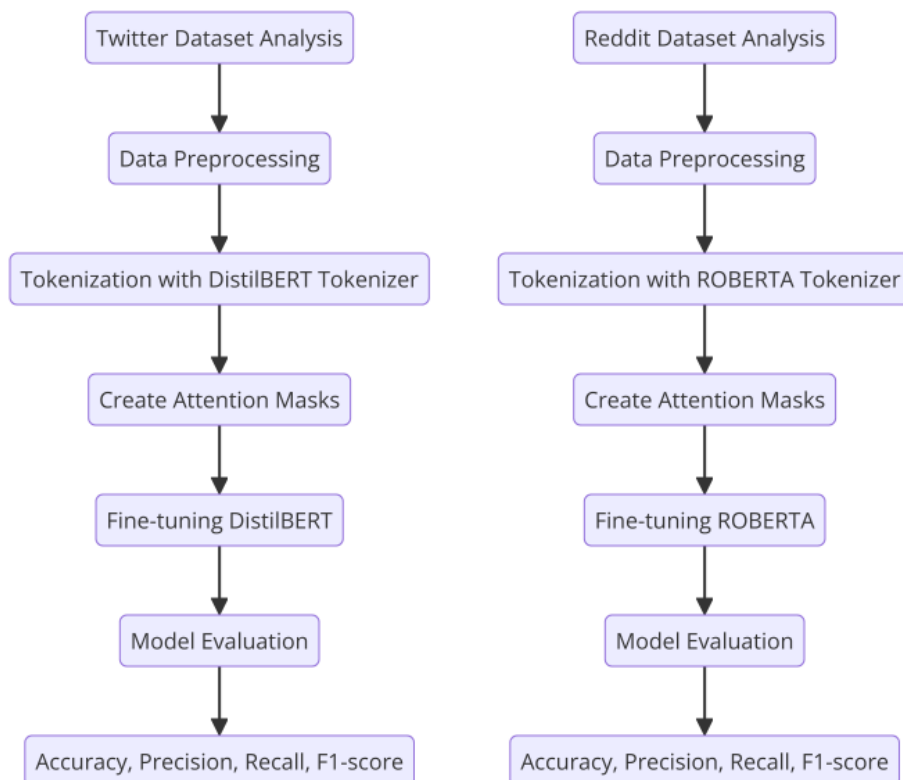 Twitter Dataset Analysis
Data Preprocessing
Tokenization with DistilBERT Tokenizer
Create Attention Masks
Fine-tuning DistilBERT
Model Evaluation
Accuracy, Precision, Recall, F1-score
Reddit Dataset Analysis
Data Preprocessing
Tokenization with ROBERTA Tokenizer
Create Attention Masks
Fine-tuning ROBERTA
Model Evaluation
Accuracy, Precision, Recall, F1-score